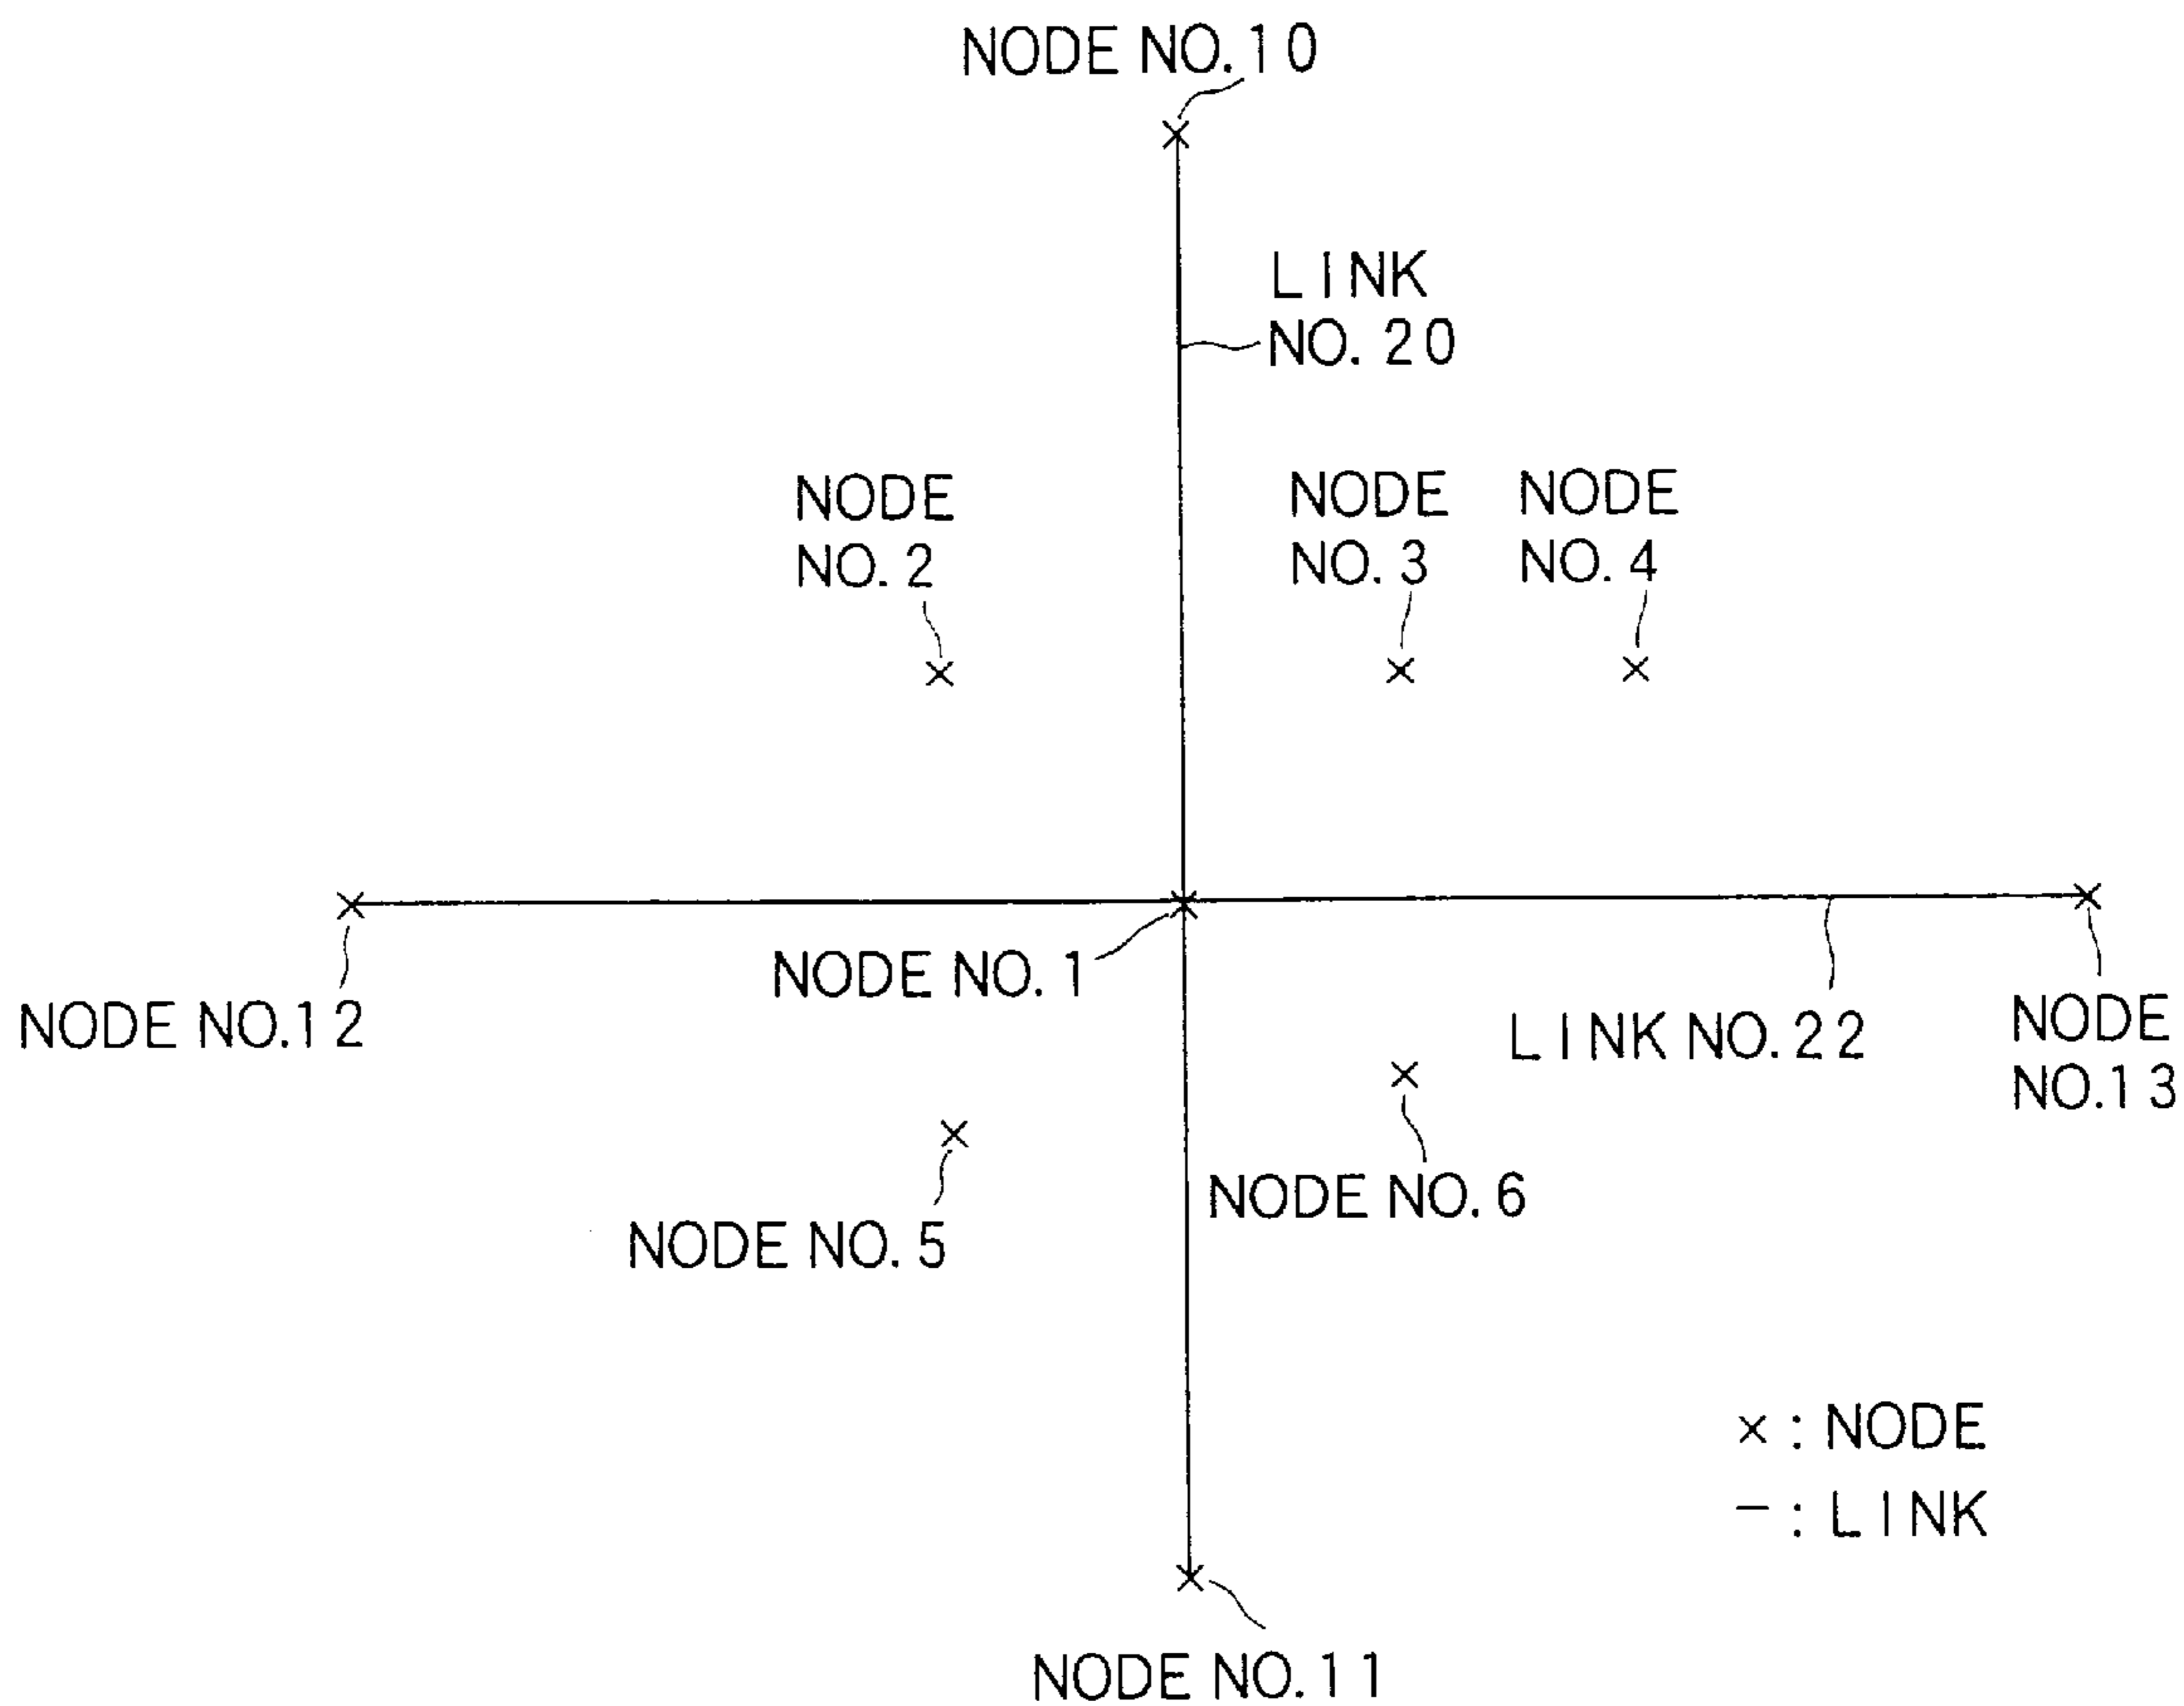 NODE NO. 10
LINK
NO. 20
NODE
NO. 2
NODE
NO. 3
NODE
NO. 4
NODE NO. 1
NODE NO. 12
LINK NO. 22
NODE
NO. 13
NODE NO. 6
NODE NO. 5
× : NODE
− : LINK
NODE NO. 11